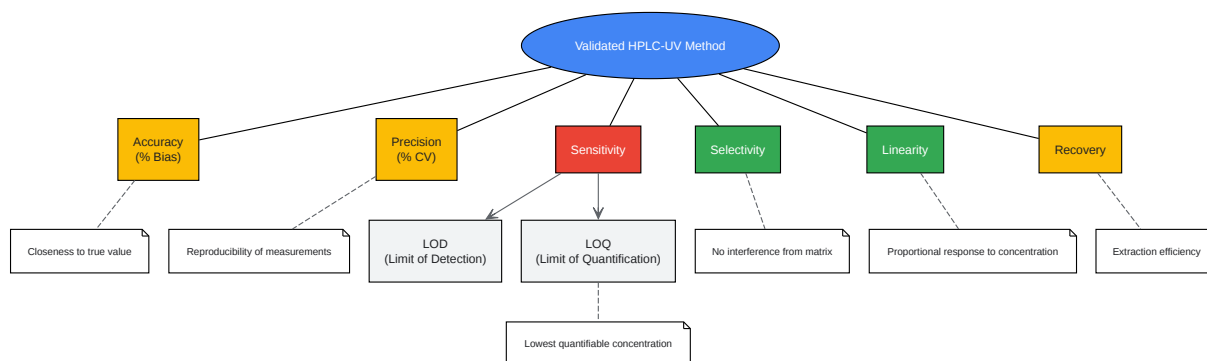 Validated HPLC-UV Method
Accuracy
(% Bias)
Precision
(% CV)
Sensitivity
Selectivity
Linearity
Recovery
Closeness to true value
Reproducibility of measurements
LOD
(Limit of Detection)
LOQ
(Limit of Quantification)
No interference from matrix
Proportional response to concentration
Extraction efficiency
Lowest quantifiable concentration